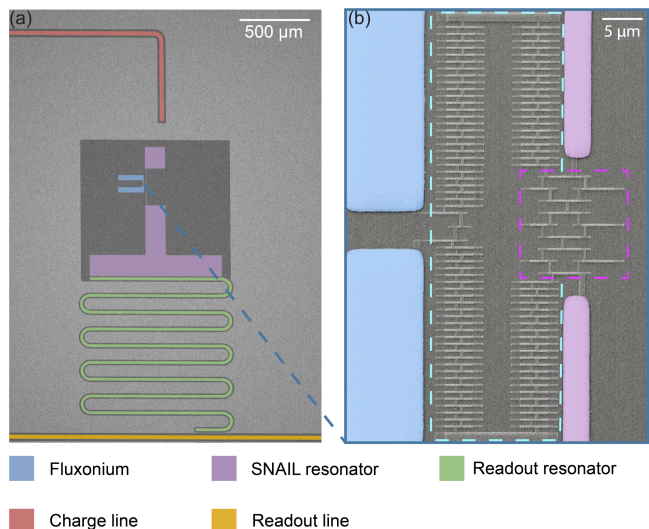 (a)
500 µm
(b)
5 µm
Fluxonium
SNAIL resonator
Readout resonator
Charge line
Readout line